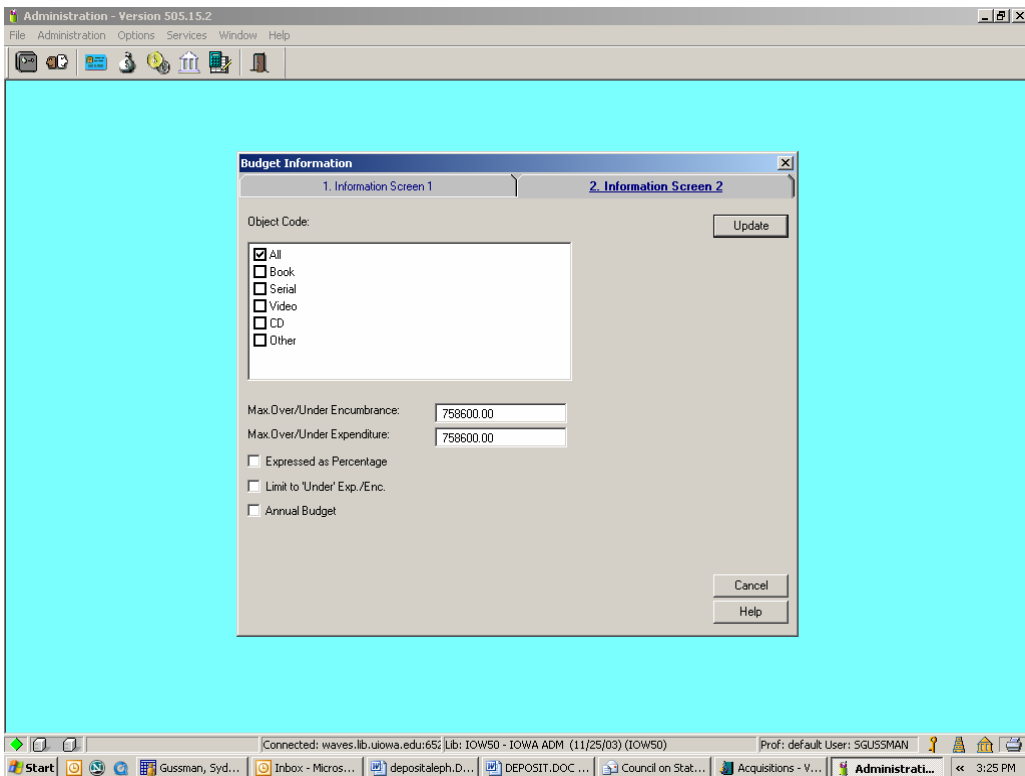 Administration - Version 505.15.2
File Administration Options Services Window Help
Budget Information
1. Information Screen 1
2. Information Screen 2
Object Code:
Update
All
Book
Serial
Video
CD
Other
Max.Over/Under Encumbrance: 758600.00
Max.Over/Under Expenditure: 758600.00
Expressed as Percentage
Limit to 'Under' Exp./Enc.
Annual Budget
Cancel
Help
Connected: waves.lib.uiowa.edu:652 Lib: IOW50 - IOWA ADM (11/25/03) (IOW50) Prof: default User: SGUSSMAN
Start Gussman, Syd... Inbox - Micros... depositaleph.D... DEPOSIT.DOC ... Council on Stat... Acquisitions - V... Administrati... « 3:25 PM